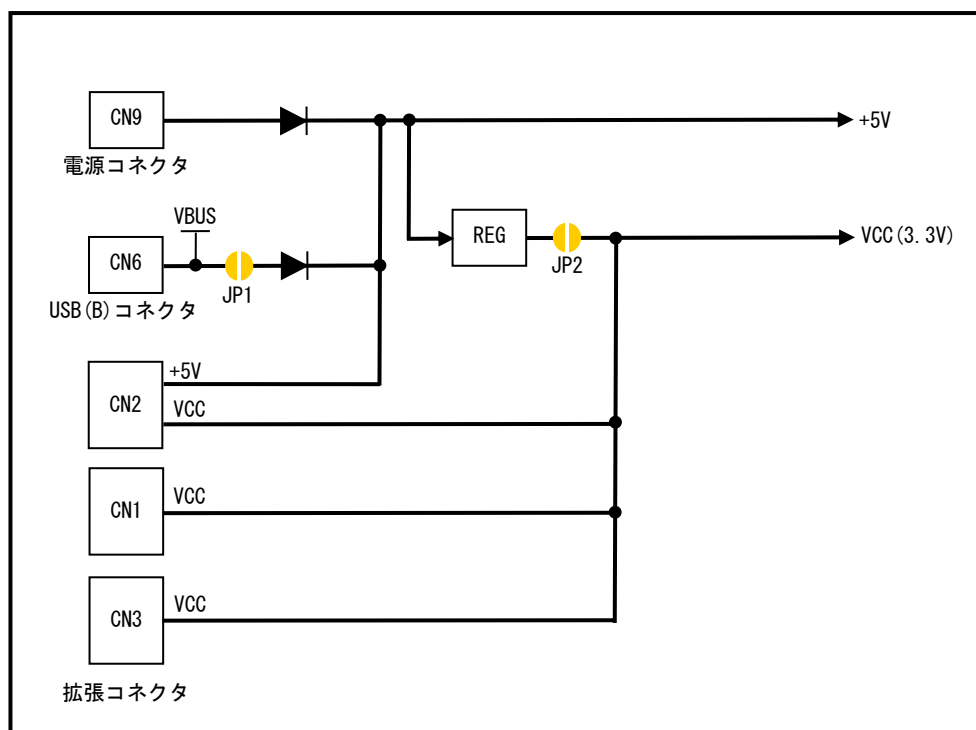 CN9
+5V
電源コネクタ
VBUS
REG
VCC(3.3V)
CN6
JP1
JP2
USB(B)コネクタ
+5V
CN2
VCC
VCC
CN1
VCC
CN3
拡張コネクタ